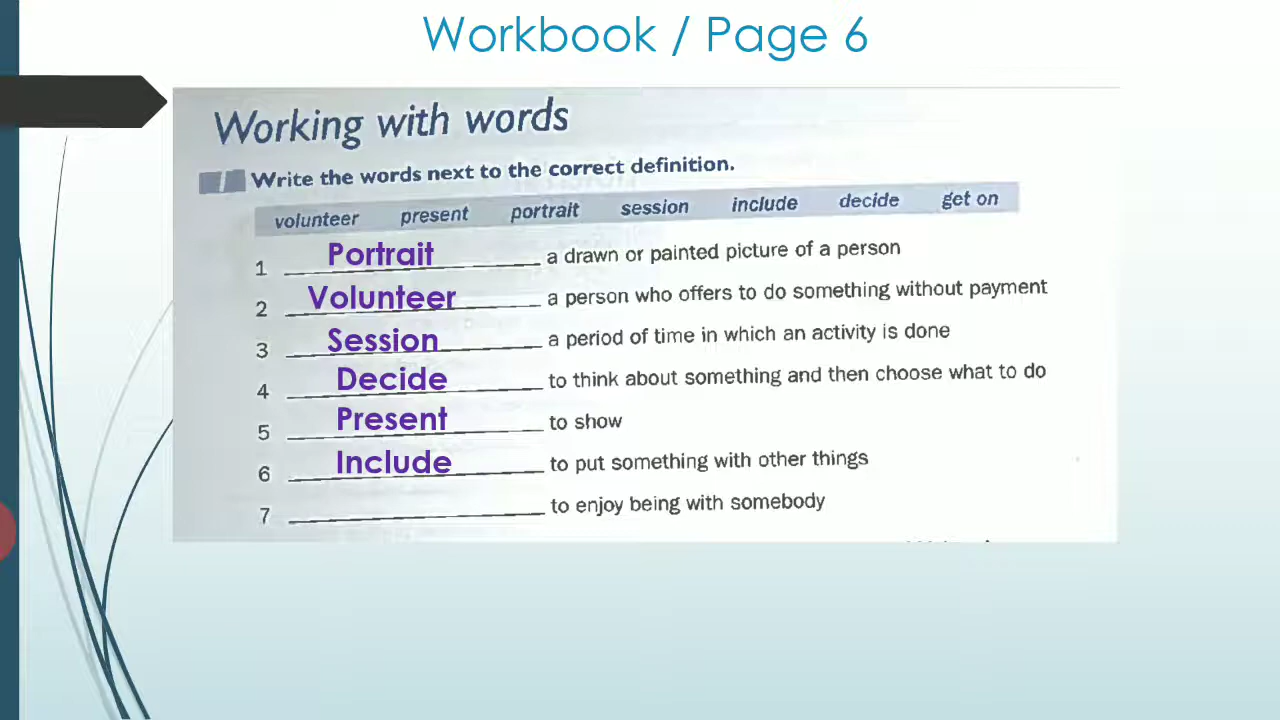 Workbook / Page 6
Working with words
1 Write the words next to the correct definition.
volunteer present portrait session include decide get on
1 Portrait a drawn or painted picture of a person
2 Volunteer a person who offers to do something without payment
3 Session a period of time in which an activity is done
4 Decide to think about something and then choose what to do
5 Present to show
6 Include to put something with other things
7 to enjoy being with somebody